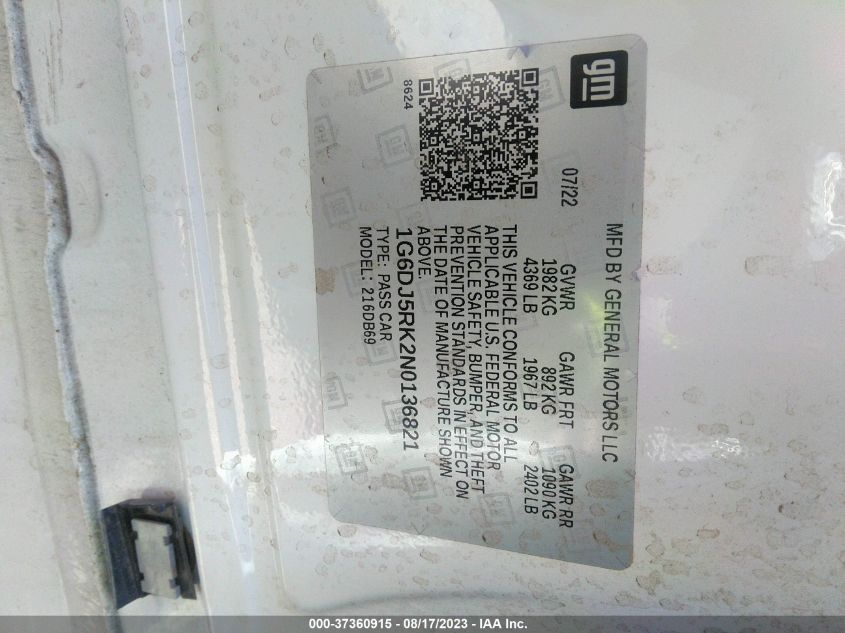 gm
MFD BY GENERAL MOTORS LLC
07/22
GVWR GAWR FRT GAWR RR
1982 KG 892 KG 1090 KG
4369 LB 1967 LB 2402 LB
THIS VEHICLE CONFORMS TO ALL
APPLICABLE U.S. FEDERAL MOTOR
VEHICLE SAFETY, BUMPER, AND THEFT
PREVENTION STANDARDS IN EFFECT ON
THE DATE OF MANUFACTURE SHOWN
ABOVE.
1G6DJ5RK2N0136821
TYPE: PASS CAR
MODEL: 216DB69
8624
000-37360915 - 08/17/2023 - IAA Inc.